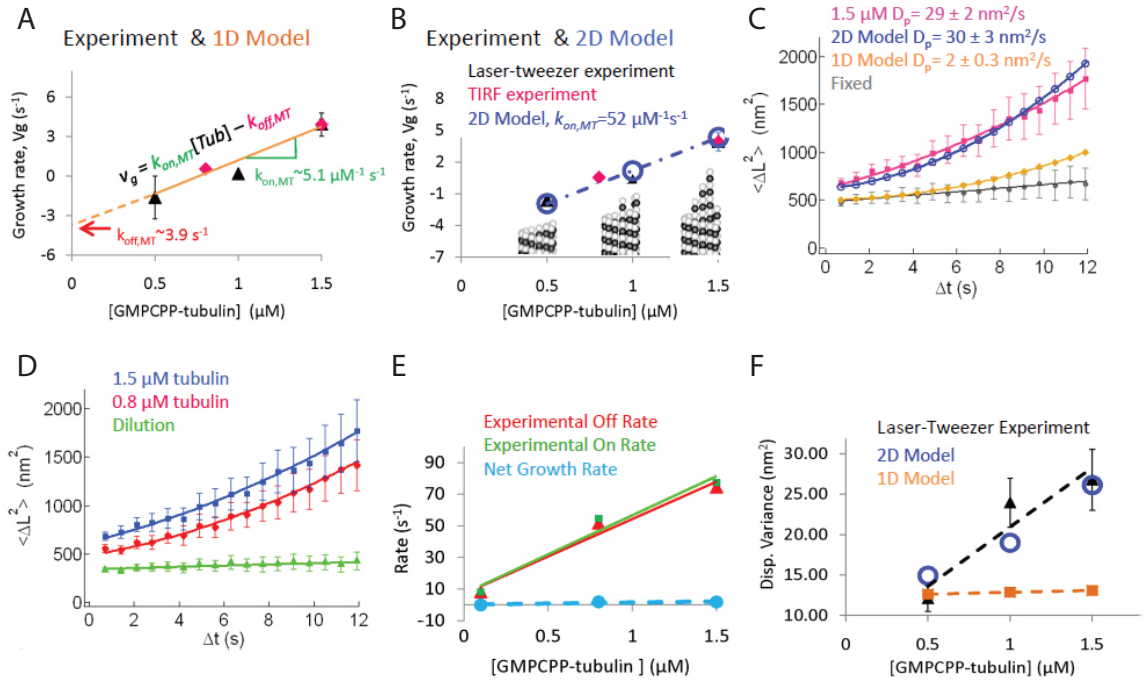 A
Experiment & 1D Model
Growth rate, Vg (s⁻¹)
6
3
0
-3
-6
v_g = k_on,MT[Tub] – k_off,MT
k_on,MT~5.1 μM⁻¹ s⁻¹
k_off,MT~3.9 s⁻¹
0
0.5
1
1.5
[GMPCPP-tubulin] (μM)
B
Experiment & 2D Model
Laser-tweezer experiment
TIRF experiment
2D Model, k_on,MT=52 μM⁻¹s⁻¹
Growth rate, Vg (s⁻¹)
8
5
2
-1
-4
-7
0
0.5
1
1.5
[GMPCPP-tubulin] (μM)
C
1.5 μM D_p= 29 ± 2 nm²/s
2D Model D_p= 30 ± 3 nm²/s
1D Model D_p= 2 ± 0.3 nm²/s
Fixed
<ΔL²> (nm²)
2000
1500
1000
500
0
0 2 4 6 8 10 12
Δt (s)
D
1.5 μM tubulin
0.8 μM tubulin
Dilution
<ΔL²> (nm²)
2000
1500
1000
500
0
0 2 4 6 8 10 12
Δt (s)
E
Experimental Off Rate
Experimental On Rate
Net Growth Rate
Rate (s⁻¹)
90
70
50
30
10
-10
0
0.5
1
1.5
[GMPCPP-tubulin ] (μM)
F
Laser-Tweezer Experiment
2D Model
1D Model
Disp. Variance (nm²)
30.00
25.00
20.00
15.00
10.00
0
0.5
1
1.5
[GMPCPP-tubulin] (μM)